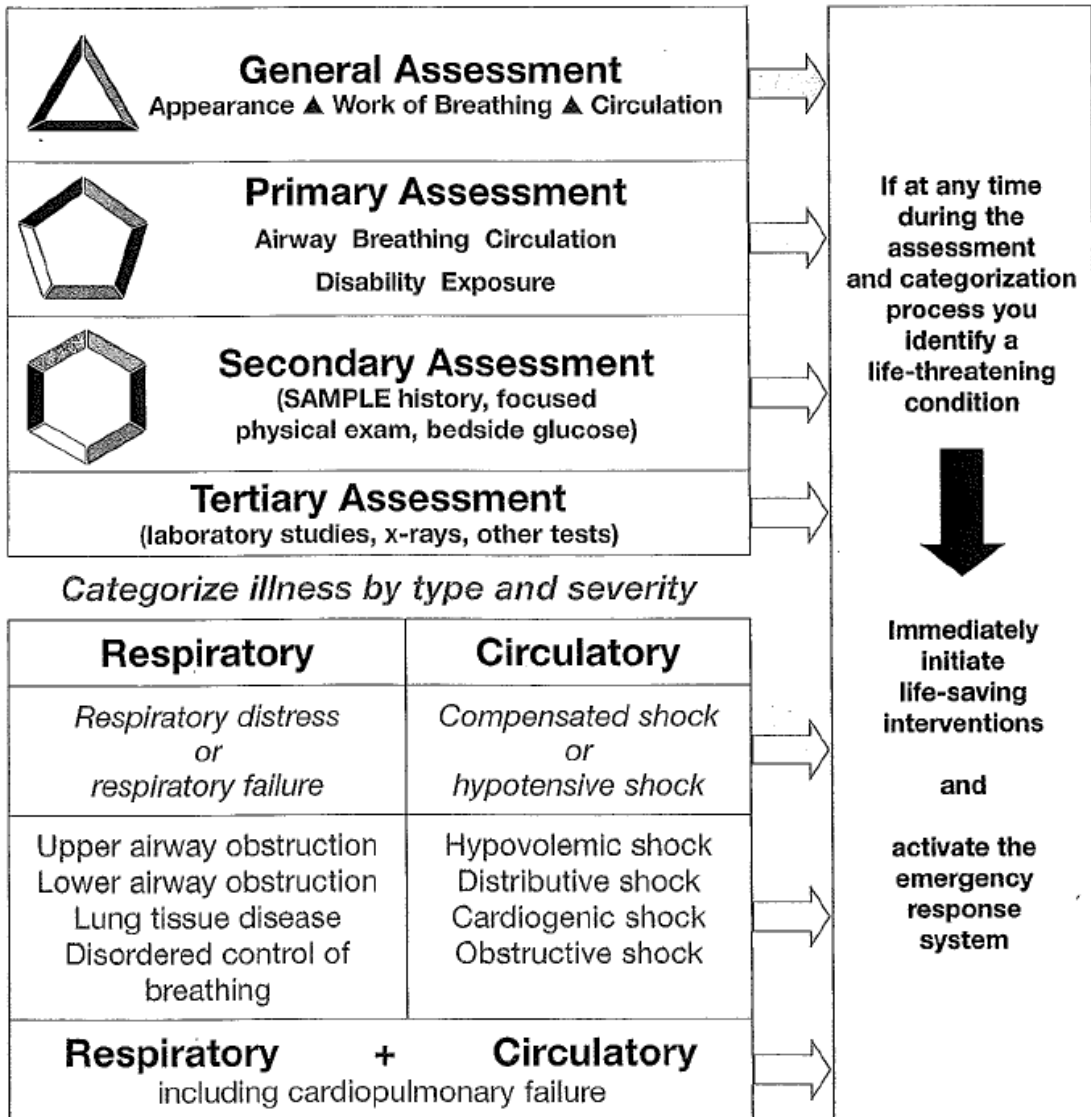 General Assessment
Appearance ▲ Work of Breathing ▲ Circulation
Primary Assessment
Airway Breathing Circulation
Disability Exposure
Secondary Assessment
(SAMPLE history, focused
physical exam, bedside glucose)
Tertiary Assessment
(laboratory studies, x-rays, other tests)
Categorize illness by type and severity
Respiratory
Circulatory
Respiratory distress
or
respiratory failure
Compensated shock
or
hypotensive shock
Upper airway obstruction
Lower airway obstruction
Lung tissue disease
Disordered control of
breathing
Hypovolemic shock
Distributive shock
Cardiogenic shock
Obstructive shock
Respiratory + Circulatory
including cardiopulmonary failure
If at any time
during the
assessment
and categorization
process you
identify a
life-threatening
condition
Immediately
initiate
life-saving
interventions
and
activate the
emergency
response
system